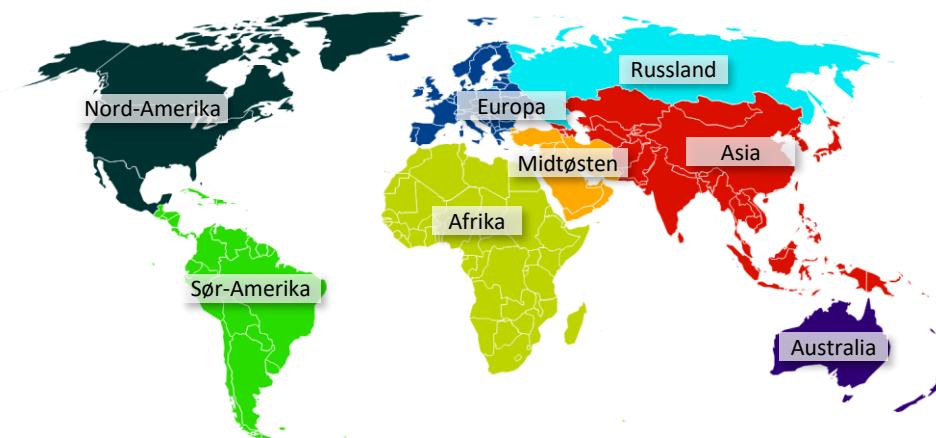 Russland
Nord-Amerika
Europa
Asia
Midtøsten
Afrika
Sør-Amerika
Australia